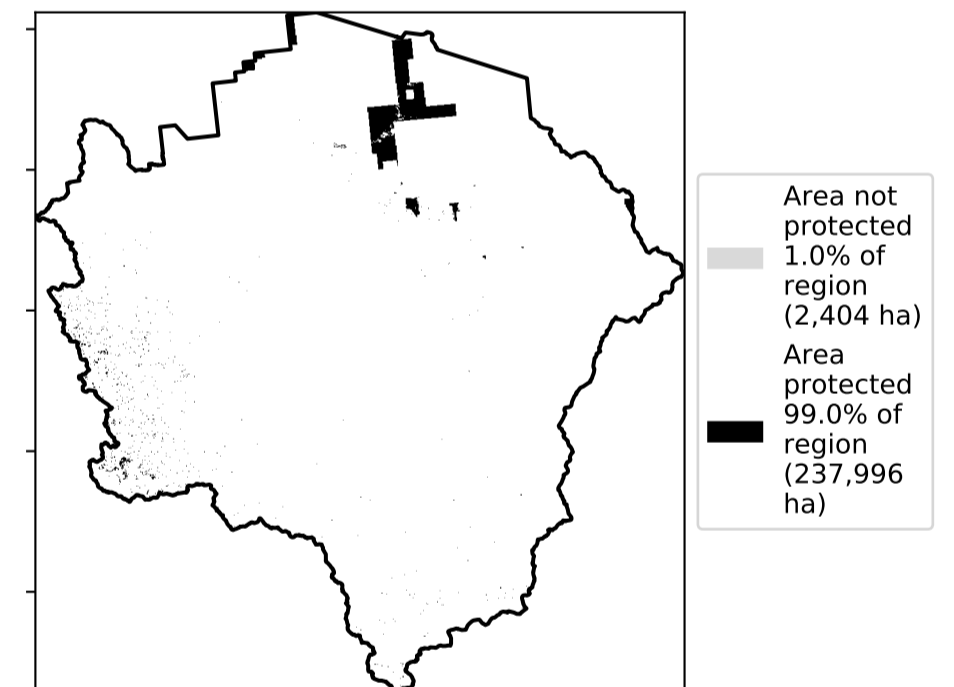 Area not
protected
1.0% of
region
(2,404 ha)
Area
protected
99.0% of
region
(237,996
ha)